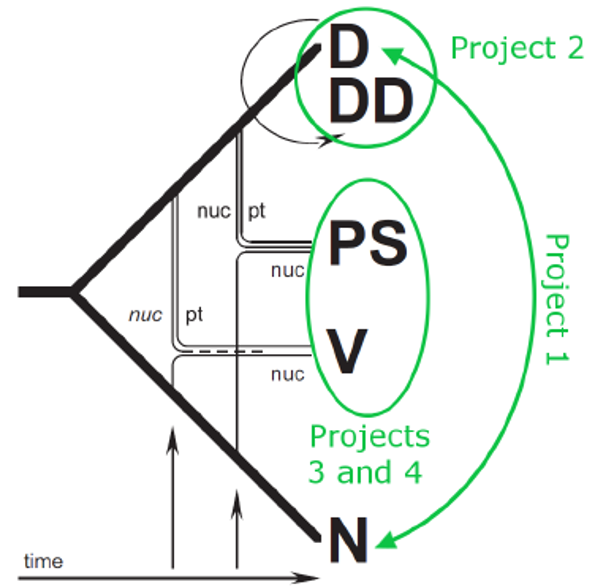 D
Project 2
DD
nuc pt
PS
nuc
Project 1
nuc pt
V
nuc
Projects
3 and 4
N
time